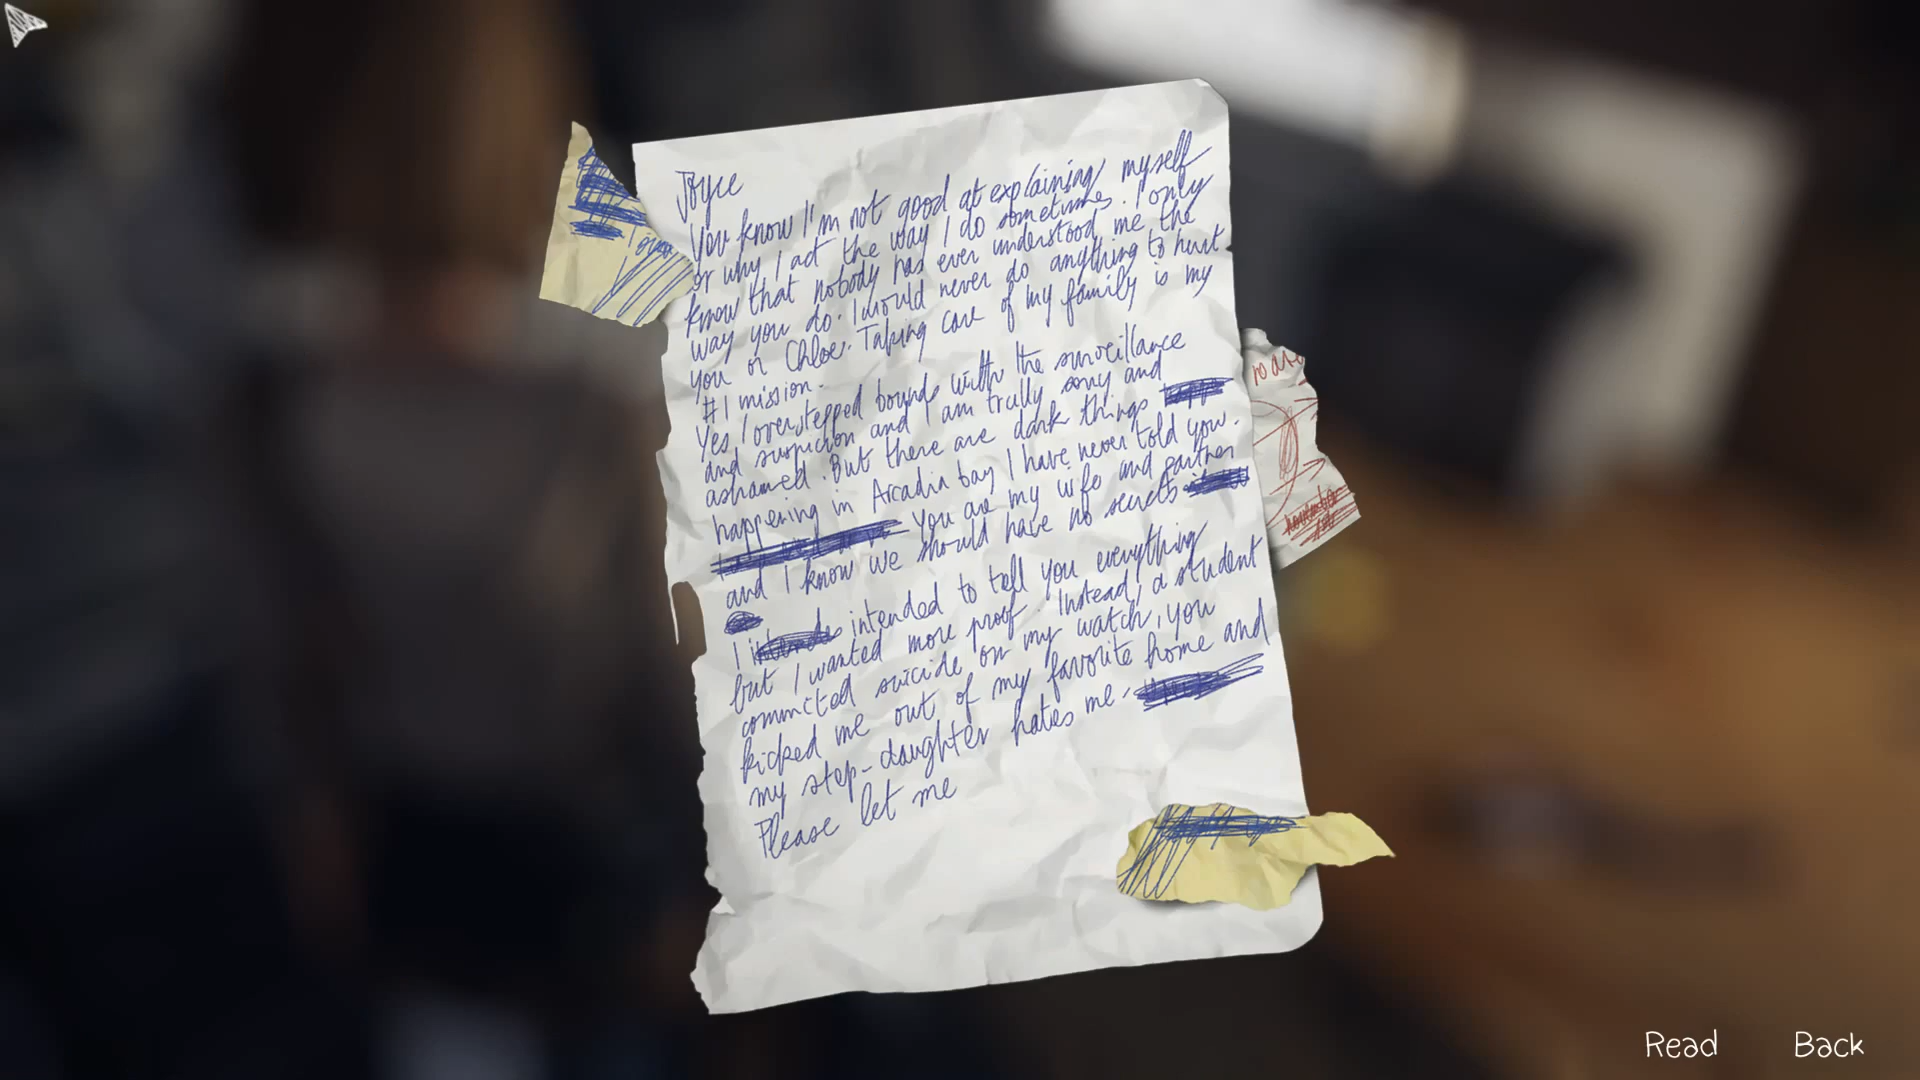 Joyce
You know I'm not good at explaining myself
or why I act the way I do sometimes. I only
know that nobody has ever understood me the
way you do. I would never do anything to hurt
you or Chloe. Taking care of my family is my
#1 mission.
Yes I overstepped bounds with the surveillance
and suspicion and I am trully sorry and
ashamed. But there are dark things
happening in Arcadia bay I have never told you.
You are my wife and partner
and I know we should have no secrets
I intended to tell you everything
but I wanted more proof. Instead, a student
committed suicide on my watch, you
kicked me out of my favorite home and
my step-daughter hates me.
Please let me
Read
Back